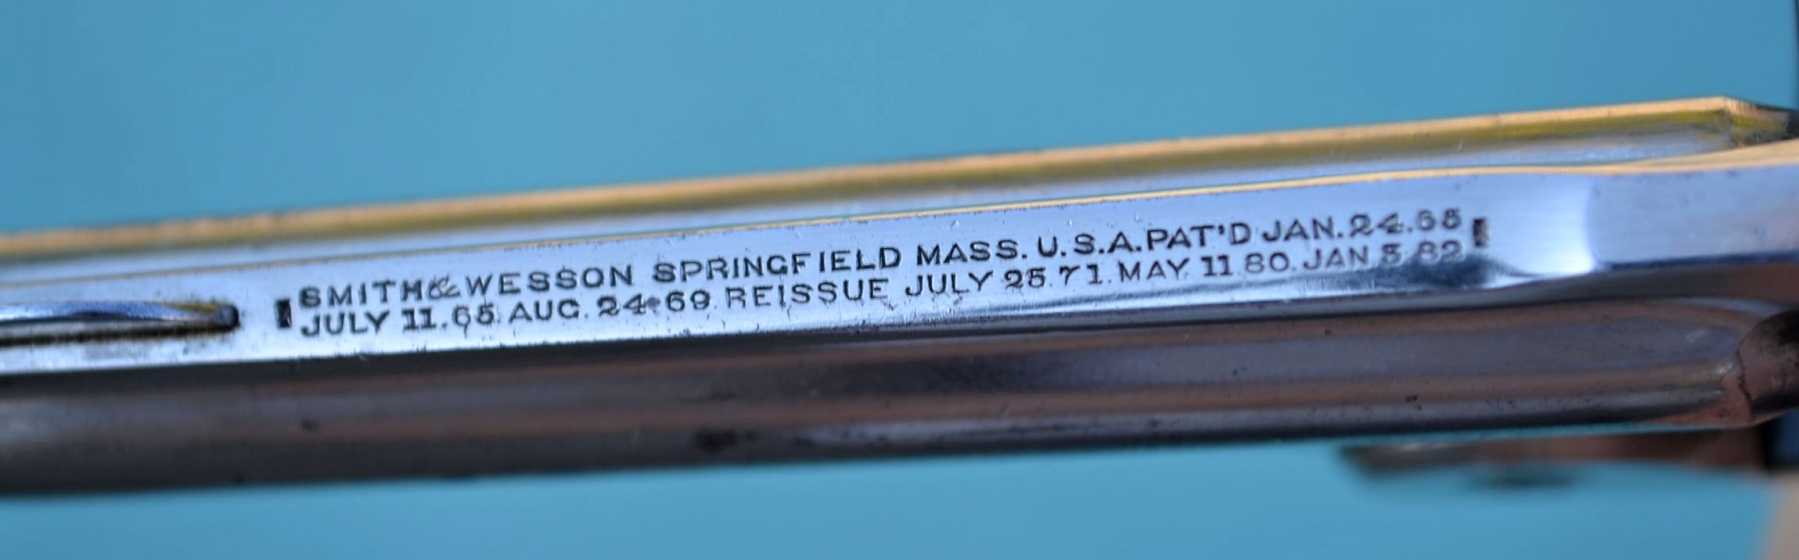 SMITH & WESSON SPRINGFIELD MASS. U.S.A. PAT'D JAN. 24. 65
JULY 11. 65. AUG. 24. 69. REISSUE JULY 25. 71. MAY 11 80. JAN 3 82